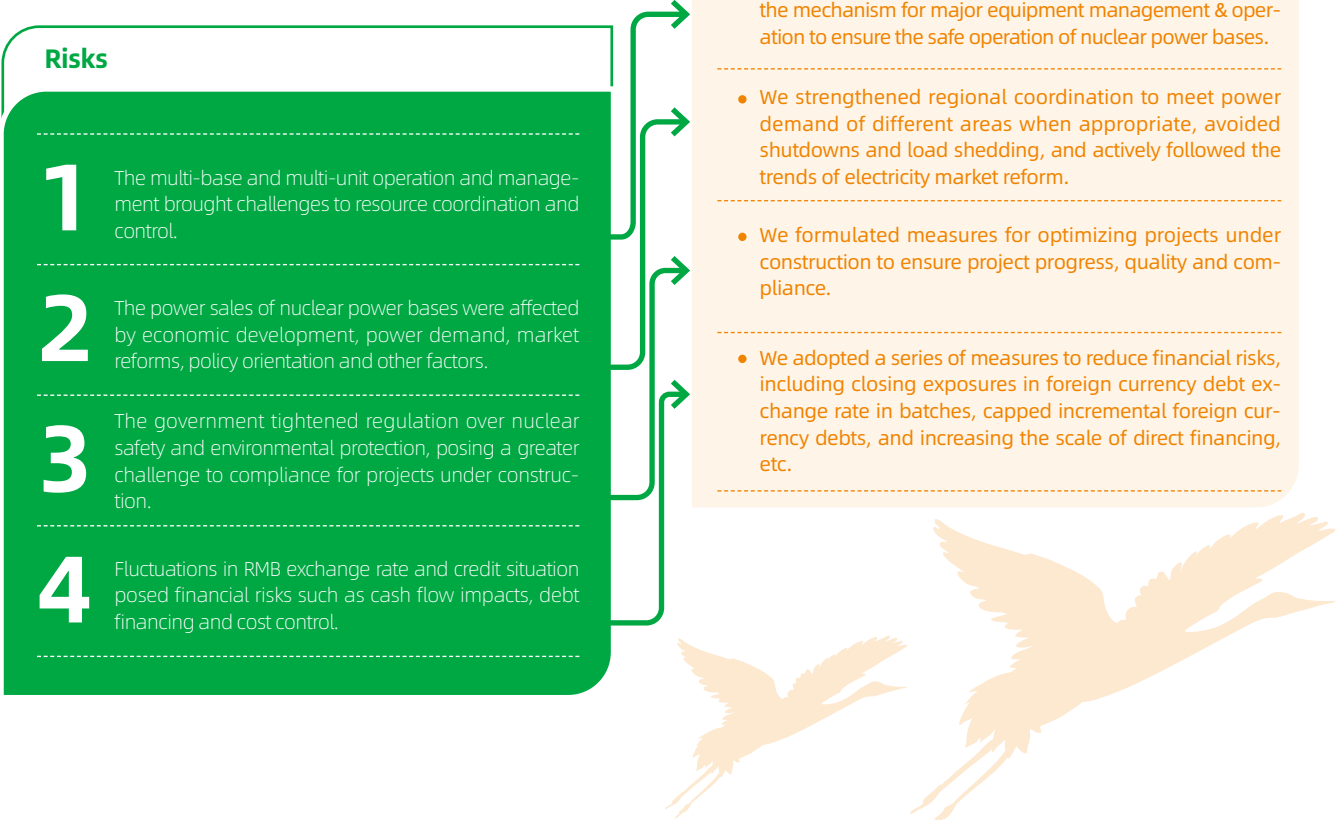 Risks
1
The multi-base and multi-unit operation and manage-
ment brought challenges to resource coordination and
control.
2
The power sales of nuclear power bases were affected
by economic development, power demand, market
reforms, policy orientation and other factors.
3
The government tightened regulation over nuclear
safety and environmental protection, posing a greater
challenge to compliance for projects under construc-
tion.
4
Fluctuations in RMB exchange rate and credit situation
posed financial risks such as cash flow impacts, debt
financing and cost control.
the mechanism for major equipment management & oper-
ation to ensure the safe operation of nuclear power bases.
● We strengthened regional coordination to meet power
demand of different areas when appropriate, avoided
shutdowns and load shedding, and actively followed the
trends of electricity market reform.
● We formulated measures for optimizing projects under
construction to ensure project progress, quality and com-
pliance.
● We adopted a series of measures to reduce financial risks,
including closing exposures in foreign currency debt ex-
change rate in batches, capped incremental foreign cur-
rency debts, and increasing the scale of direct financing,
etc.